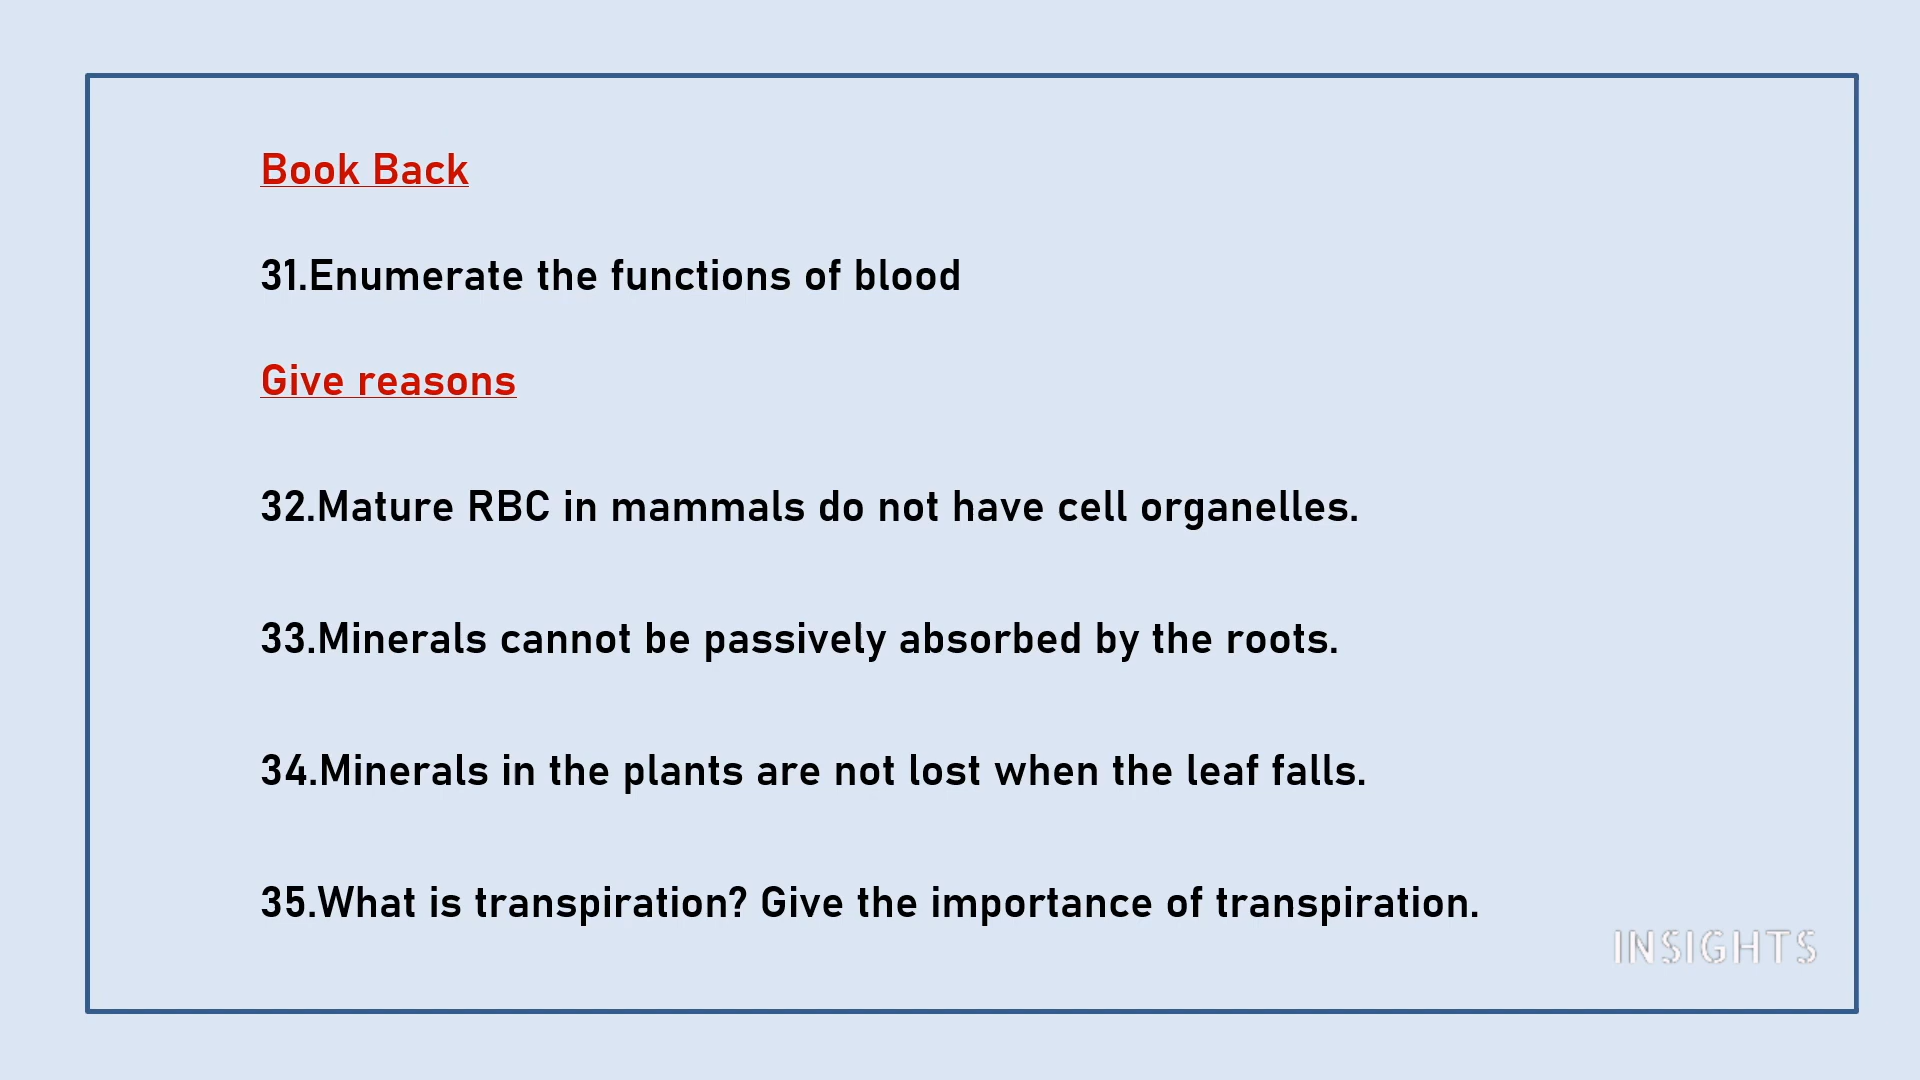 Book Back
31.Enumerate the functions of blood
Give reasons
32.Mature RBC in mammals do not have cell organelles.
33.Minerals cannot be passively absorbed by the roots.
34.Minerals in the plants are not lost when the leaf falls.
35.What is transpiration? Give the importance of transpiration.
INSIGHTS